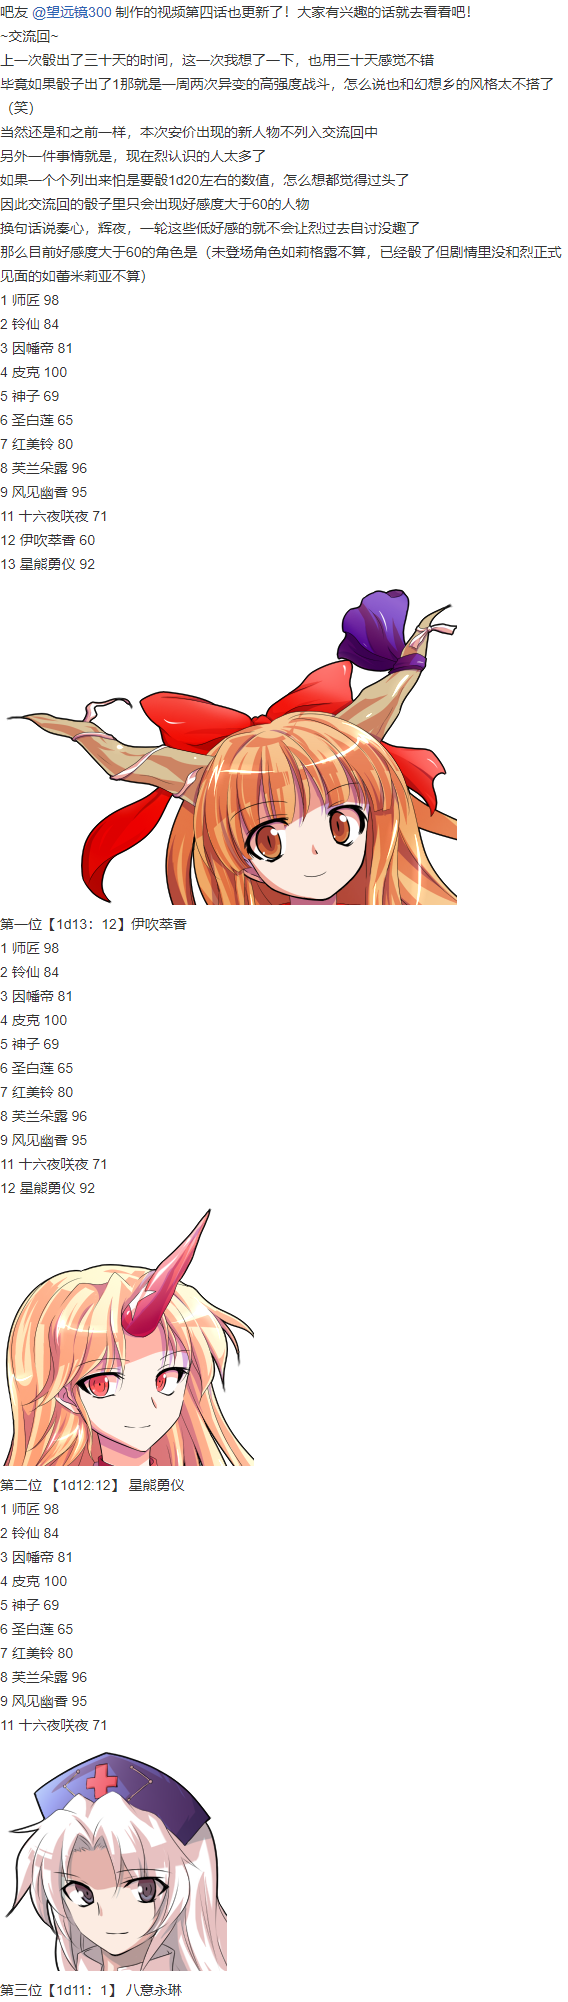 吧友 @望远镜300 制作的视频第四话也更新了！大家有兴趣的话就去看看吧！
~交流回~
上一次骰出了三十天的时间，这一次我想了一下，也用三十天感觉不错
毕竟如果骰子出了1那就是一周两次异变的高强度战斗，怎么说也和幻想乡的风格太不搭了
（笑）
当然还是和之前一样，本次安价出现的新人物不列入交流回中
另外一件事情就是，现在烈认识的人太多了
如果一个个列出来怕是要骰1d20左右的数值，怎么想都觉得过头了
因此交流回的骰子里只会出现好感度大于60的人物
换句话说秦心，辉夜，一轮这些低好感的就不会让烈过去自讨没趣了
那么目前好感度大于60的角色是（未登场角色如莉格露不算，已经骰了但剧情里没和烈正式
见面的如蕾米莉亚不算）
1 师匠 98
2 铃仙 84
3 因幡帝 81
4 皮克 100
5 神子 69
6 圣白莲 65
7 红美铃 80
8 芙兰朵露 96
9 风见幽香 95
11 十六夜咲夜 71
12 伊吹萃香 60
13 星熊勇仪 92
第一位【1d13：12】伊吹萃香
1 师匠 98
2 铃仙 84
3 因幡帝 81
4 皮克 100
5 神子 69
6 圣白莲 65
7 红美铃 80
8 芙兰朵露 96
9 风见幽香 95
11 十六夜咲夜 71
12 星熊勇仪 92
第二位 【1d12:12】 星熊勇仪
1 师匠 98
2 铃仙 84
3 因幡帝 81
4 皮克 100
5 神子 69
6 圣白莲 65
7 红美铃 80
8 芙兰朵露 96
9 风见幽香 95
11 十六夜咲夜 71
第三位【1d11：1】 八意永琳